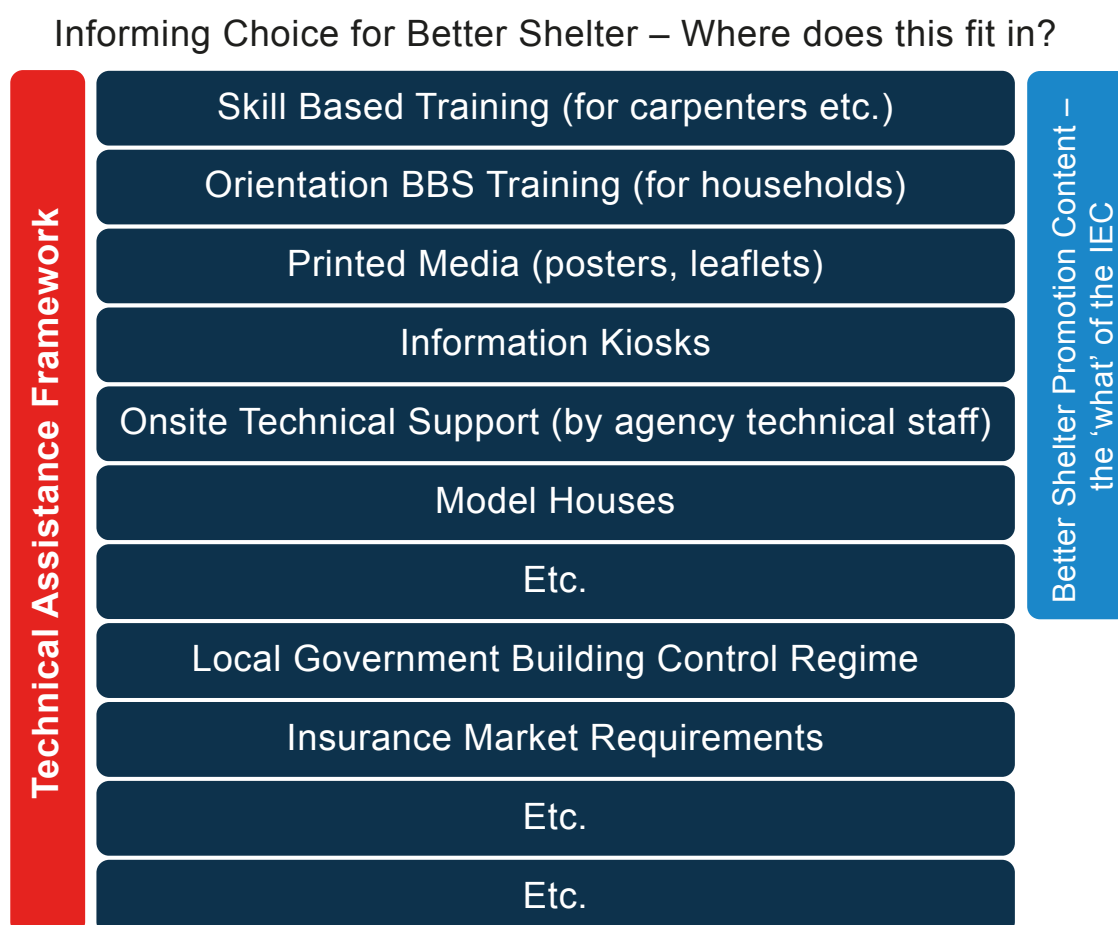 Informing Choice for Better Shelter – Where does this fit in?
Technical Assistance Framework
Skill Based Training (for carpenters etc.)
Orientation BBS Training (for households)
Printed Media (posters, leaflets)
Information Kiosks
Onsite Technical Support (by agency technical staff)
Model Houses
Etc.
Local Government Building Control Regime
Insurance Market Requirements
Etc.
Etc.
Better Shelter Promotion Content –
the ‘what’ of the IEC